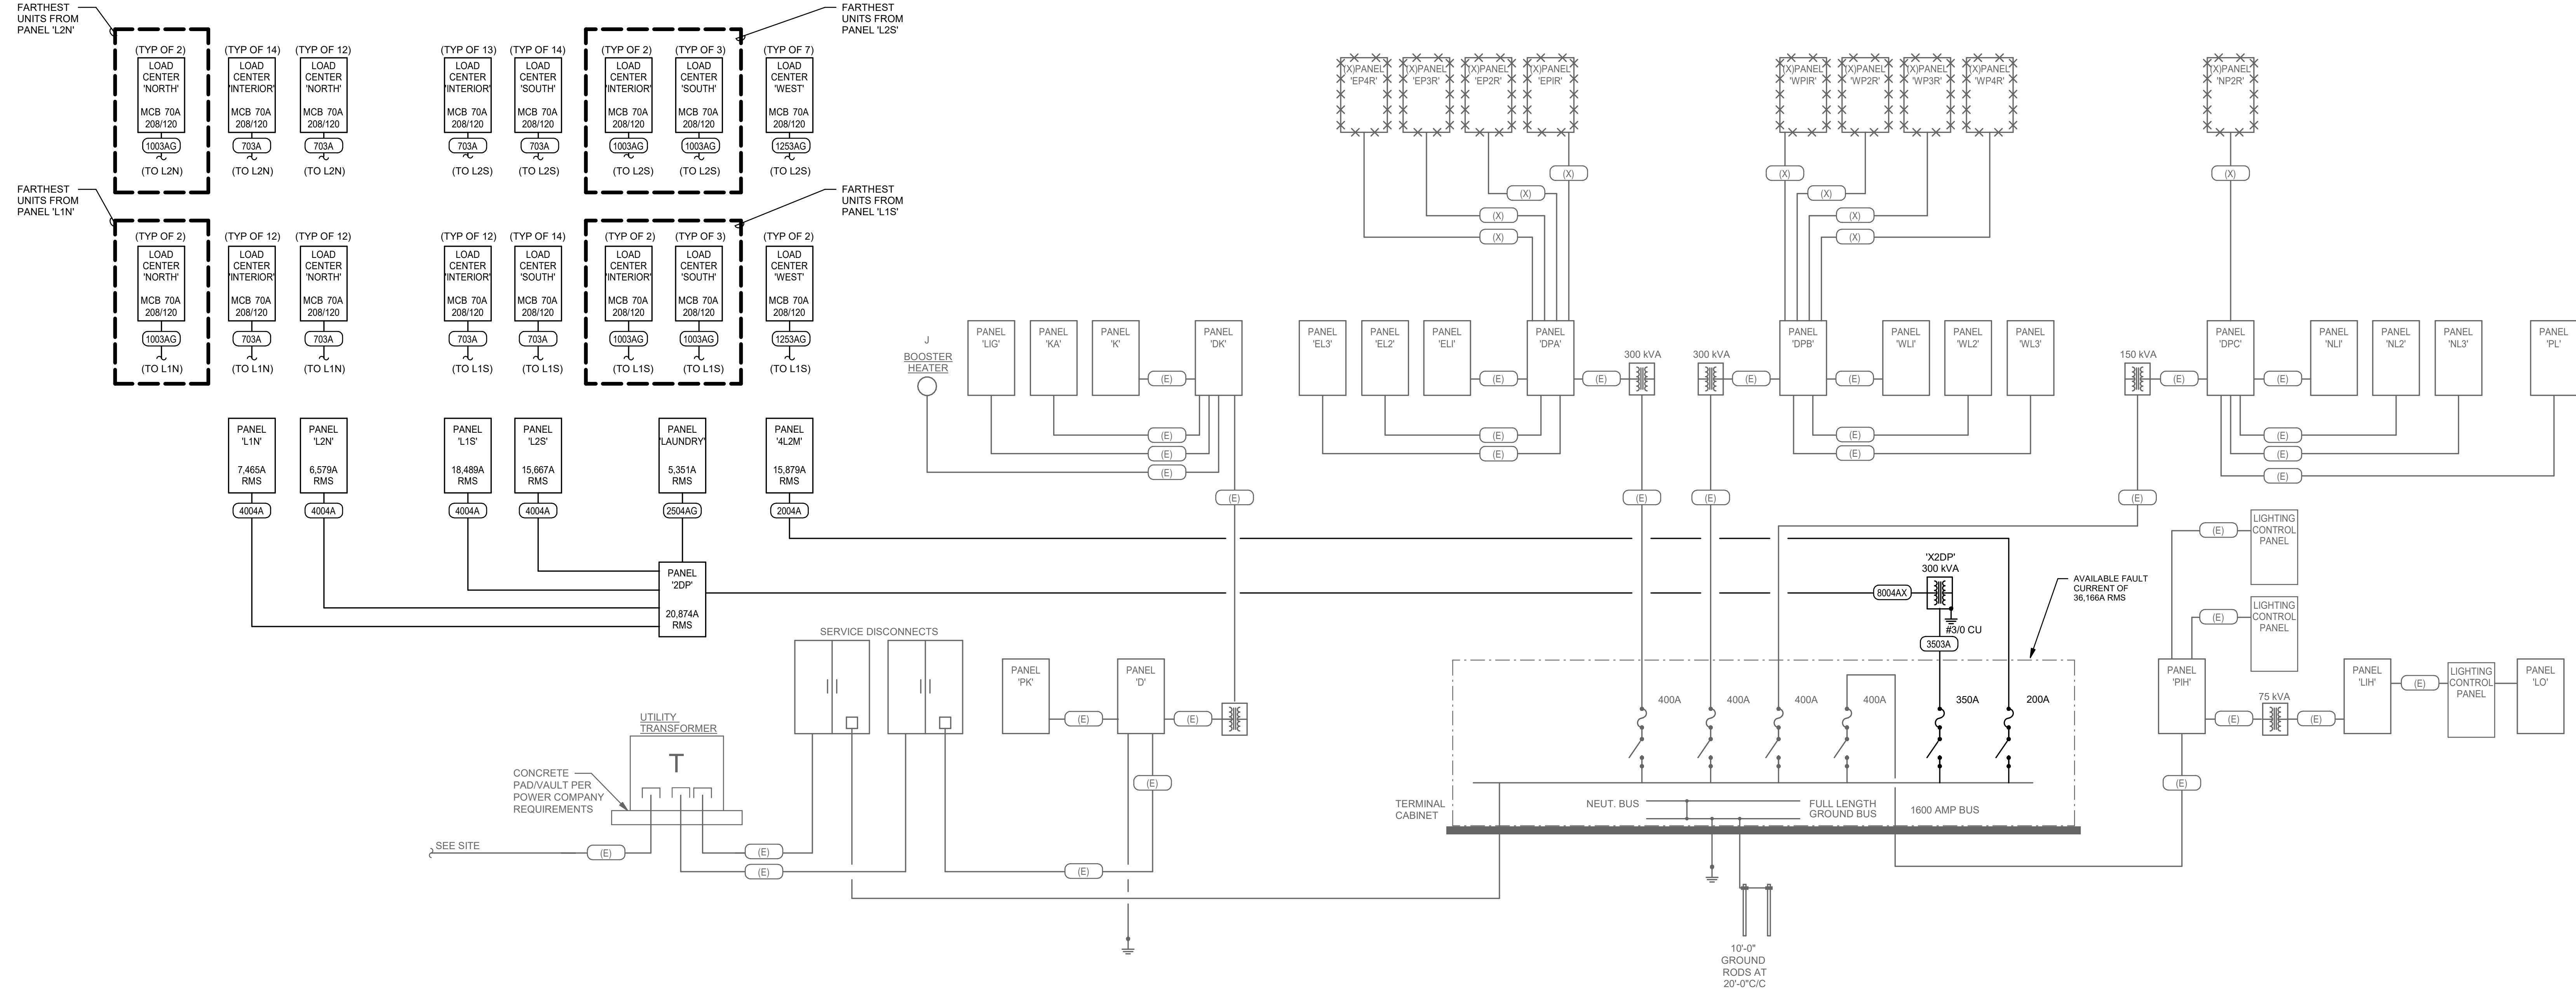 FARTHEST
UNITS FROM
PANEL 'L2N'
FARTHEST
UNITS FROM
PANEL 'L2S'
(TYP OF 2)
LOAD
CENTER
'NORTH'
MCB 70A
208/120
1003AG
(TO L2N)
(TYP OF 14)
LOAD
CENTER
'INTERIOR'
MCB 70A
208/120
703A
(TO L2N)
(TYP OF 12)
LOAD
CENTER
'NORTH'
MCB 70A
208/120
703A
(TO L2N)
(TYP OF 13)
LOAD
CENTER
'INTERIOR'
MCB 70A
208/120
703A
(TO L2S)
(TYP OF 14)
LOAD
CENTER
'SOUTH'
MCB 70A
208/120
703A
(TO L2S)
(TYP OF 2)
LOAD
CENTER
'INTERIOR'
MCB 70A
208/120
1003AG
(TO L2S)
(TYP OF 3)
LOAD
CENTER
'SOUTH'
MCB 70A
208/120
1003AG
(TO L2S)
(TYP OF 7)
LOAD
CENTER
'WEST'
MCB 70A
208/120
1253AG
(TO L2S)
FARTHEST
UNITS FROM
PANEL 'L1N'
FARTHEST
UNITS FROM
PANEL 'L1S'
(TYP OF 2)
LOAD
CENTER
'NORTH'
MCB 70A
208/120
1003AG
(TO L1N)
(TYP OF 12)
LOAD
CENTER
'INTERIOR'
MCB 70A
208/120
703A
(TO L1N)
(TYP OF 12)
LOAD
CENTER
'NORTH'
MCB 70A
208/120
703A
(TO L1N)
(TYP OF 12)
LOAD
CENTER
'INTERIOR'
MCB 70A
208/120
703A
(TO L1S)
(TYP OF 14)
LOAD
CENTER
'SOUTH'
MCB 70A
208/120
703A
(TO L1S)
(TYP OF 2)
LOAD
CENTER
'INTERIOR'
MCB 70A
208/120
1003AG
(TO L1S)
(TYP OF 3)
LOAD
CENTER
'SOUTH'
MCB 70A
208/120
1003AG
(TO L1S)
(TYP OF 2)
LOAD
CENTER
'WEST'
MCB 70A
208/120
1253AG
(TO L1S)
PANEL
'L1N'
7,465A
RMS
4004A
PANEL
'L2N'
6,579A
RMS
4004A
PANEL
'L1S'
18,489A
RMS
4004A
PANEL
'L2S'
15,667A
RMS
4004A
PANEL
'LAUNDRY'
5,351A
RMS
2504AG
PANEL
'4L2M'
15,879A
RMS
2004A
PANEL
'2DP'
20,874A
RMS
(X)PANEL
'EP4R'
(X)PANEL
'EP3R'
(X)PANEL
'EP2R'
(X)PANEL
'EPIR'
(X)
(X)
(X)
(X)
(X)PANEL
'WPIR'
(X)PANEL
'WP2R'
(X)PANEL
'WP3R'
(X)PANEL
'WP4R'
(X)
(X)
(X)
(X)
(X)PANEL
'NP2R'
(X)
J
BOOSTER
HEATER
PANEL
'LIG'
PANEL
'KA'
PANEL
'K'
(E)
PANEL
'DK'
(E)
(E)
(E)
(E)
PANEL
'EL3'
PANEL
'EL2'
PANEL
'ELI'
(E)
PANEL
'DPA'
(E)
300 kVA
(E)
(E)
(E)
300 kVA
(E)
PANEL
'DPB'
(E)
PANEL
'WLI'
PANEL
'WL2'
PANEL
'WL3'
(E)
(E)
(E)
150 kVA
(E)
PANEL
'DPC'
(E)
PANEL
'NLI'
PANEL
'NL2'
PANEL
'NL3'
PANEL
'PL'
(E)
(E)
(E)
(E)
'X2DP'
300 kVA
8004AX
#3/0 CU
3503A
AVAILABLE FAULT
CURRENT OF
36,166A RMS
LIGHTING
CONTROL
PANEL
(E)
LIGHTING
CONTROL
PANEL
(E)
PANEL
'PIH'
(E)
75 kVA
(E)
PANEL
'LIH'
(E)
LIGHTING
CONTROL
PANEL
PANEL
'LO'
(E)
SERVICE DISCONNECTS
PANEL
'PK'
(E)
PANEL
'D'
(E)
(E)
UTILITY
TRANSFORMER
T
CONCRETE
PAD/VAULT PER
POWER COMPANY
REQUIREMENTS
SEE SITE
(E)
(E)
(E)
(E)
400A
400A
400A
400A
350A
200A
TERMINAL
CABINET
NEUT. BUS
FULL LENGTH
GROUND BUS
1600 AMP BUS
10'-0"
GROUND
RODS AT
20'-0"C/C